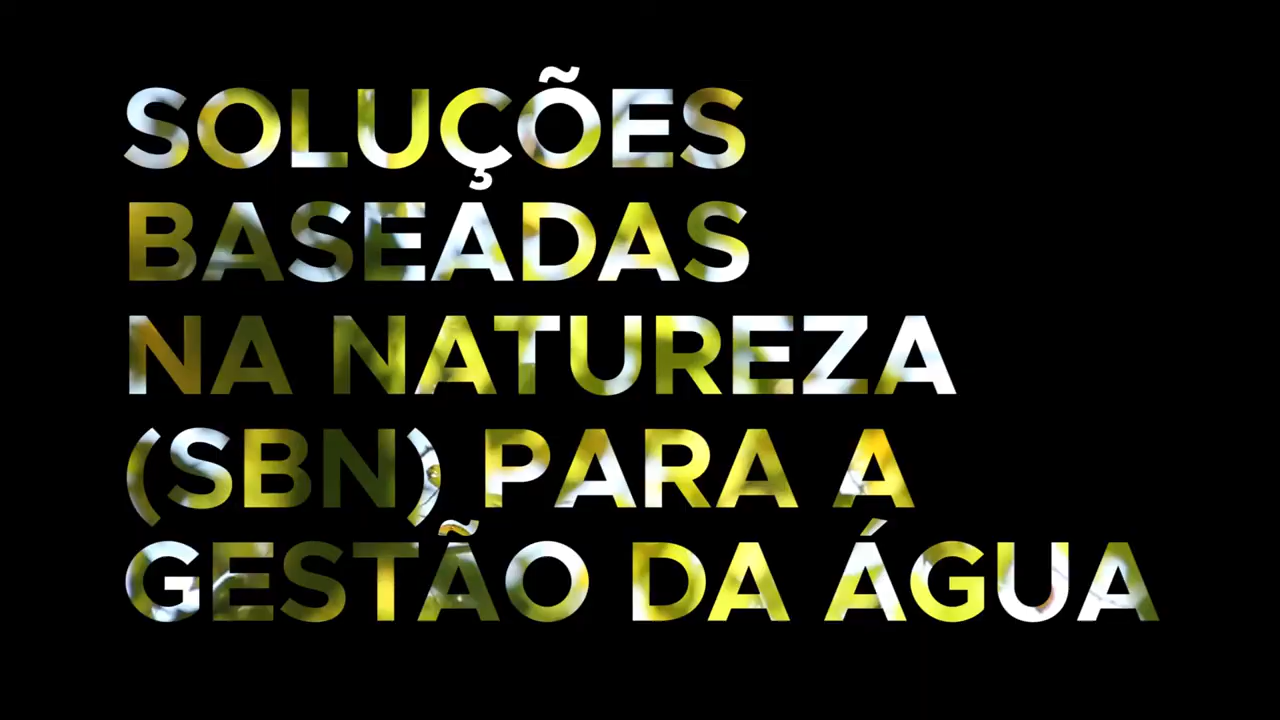 SOLUÇÕES
BASEADAS
NA NATUREZA
(SBN) PARA A
GESTÃO DA ÁGUA